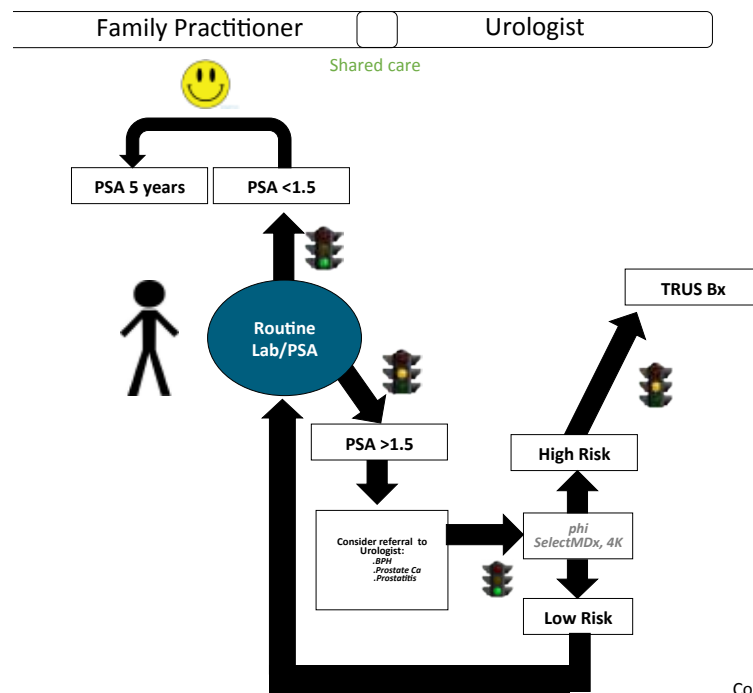 Family Practitioner
Urologist
Shared care
PSA 5 years
PSA <1.5
TRUS Bx
Routine
Lab/PSA
PSA >1.5
High Risk
Consider referral to
Urologist:
.BPH
.Prostate Ca
.Prostatitis
phi
SelectMDx, 4K
Low Risk
Co